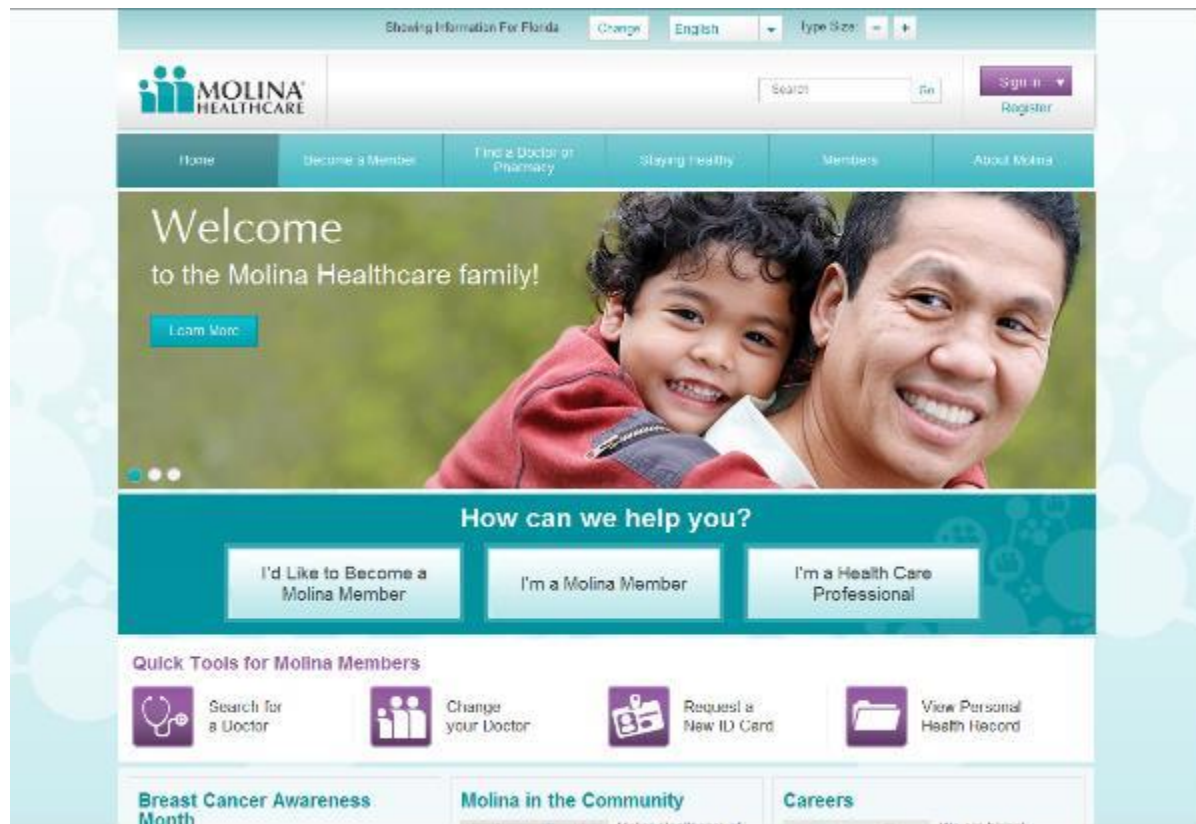 Showing Information For Florida
Change
English
Type Size: - +
MOLINA
HEALTHCARE
Search
Go
Sign In
Register
Home
Become a Member
Find a Doctor or
Pharmacy
Staying Healthy
Members
About Molina
Welcome
to the Molina Healthcare family!
Learn More
How can we help you?
I'd Like to Become a
Molina Member
I'm a Molina Member
I'm a Health Care
Professional
Quick Tools for Molina Members
Search for
a Doctor
Change
your Doctor
Request a
New ID Card
View Personal
Health Record
Breast Cancer Awareness
Month
Molina in the Community
Careers